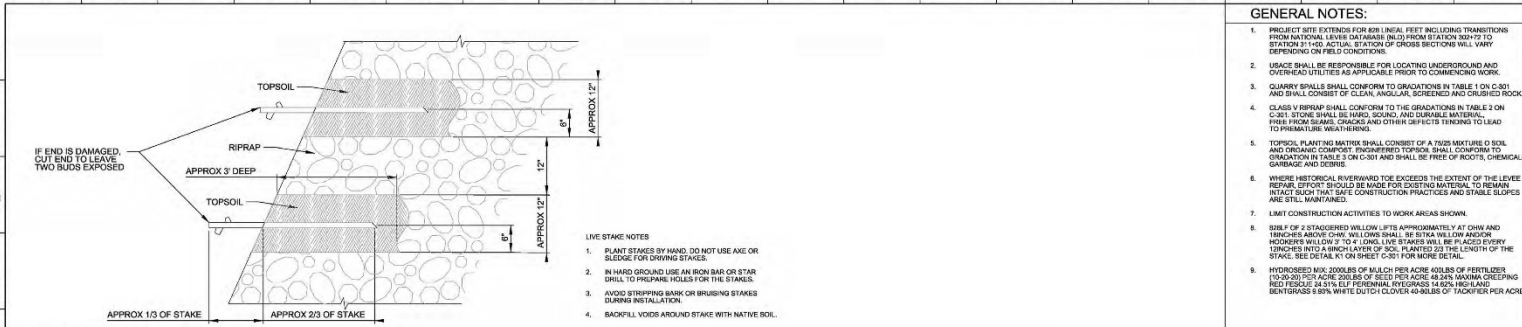 TOPSOIL
IF END IS DAMAGED,
CUT END TO LEAVE
TWO BUDS EXPOSED
RIPRAP
APPROX 3' DEEP
TOPSOIL
6"
APPROX 12"
12"
6"
APPROX 12"
APPROX 1/3 OF STAKE
APPROX 2/3 OF STAKE
LIVE STAKE NOTES
1. PLANT STAKES BY HAND. DO NOT USE AXE OR
SLEDGE FOR DRIVING STAKES.
2. IN HARD GROUND USE AN IRON BAR OR STAR
DRILL TO PREPARE HOLES FOR THE STAKES.
3. AVOID STRIPPING BARK OR BRUISING STAKES
DURING INSTALLATION.
4. BACKFILL VOIDS AROUND STAKE WITH NATIVE SOIL.
GENERAL NOTES:
1. PROJECT SITE EXTENDS FOR 828 LINEAL FEET INCLUDING TRANSITIONS
FROM NATIONAL LEVEE DATABASE (NLD) FROM STATION 302+72 TO
STATION 311+00. ACTUAL STATION OF CROSS SECTIONS WILL VARY
DEPENDING ON FIELD CONDITIONS.
2. USACE SHALL BE RESPONSIBLE FOR LOCATING UNDERGROUND AND
OVERHEAD UTILITIES AS APPLICABLE PRIOR TO COMMENCING WORK.
3. QUARRY SPALLS SHALL CONFORM TO GRADATIONS IN TABLE 1 ON C-301
AND SHALL CONSIST OF CLEAN, ANGULAR, SCREENED AND CRUSHED ROCK.
4. CLASS V RIPRAP SHALL CONFORM TO THE GRADATIONS IN TABLE 2 ON
C-301. STONE SHALL BE HARD, SOUND, AND DURABLE MATERIAL,
FREE FROM SEAMS, CRACKS AND OTHER DEFECTS TENDING TO LEAD
TO PREMATURE WEATHERING.
5. TOPSOIL PLANTING MATRIX SHALL CONSIST OF A 75/25 MIXTURE O SOIL
AND ORGANIC COMPOST. ENGINEERED TOPSOIL SHALL CONFORM TO
GRADATION IN TABLE 3 ON C-301 AND SHALL BE FREE OF ROOTS, CHEMICAL
GARBAGE AND DEBRIS.
6. WHERE HISTORICAL RIVERWARD TOE EXCEEDS THE EXTENT OF THE LEVEE
REPAIR, EFFORT SHOULD BE MADE FOR EXISTING MATERIAL TO REMAIN
INTACT SUCH THAT SAFE CONSTRUCTION PRACTICES AND STABLE SLOPES
ARE STILL MAINTAINED.
7. LIMIT CONSTRUCTION ACTIVITIES TO WORK AREAS SHOWN.
8. 828LF OF 2 STAGGERED WILLOW LIFTS APPROXIMATELY AT OHW AND
18INCHES ABOVE OHW. WILLOWS SHALL BE SITKA WILLOW AND/OR
HOOKER'S WILLOW 3' TO 4' LONG. LIVE STAKES WILL BE PLACED EVERY
12INCHES INTO A 6INCH LAYER OF SOIL. PLANTED 2/3 THE LENGTH OF THE
STAKE. SEE DETAIL K1 ON SHEET C-301 FOR MORE DETAIL.
9. HYDROSEED MIX: 2000LBS OF MULCH PER ACRE 400LBS OF FERTILIZER
(10-20-20) PER ACRE 200LBS OF SEED PER ACRE 48.24% MAXIMA CREEPING
RED FESCUE 24.51% ELF PERENNIAL RYEGRASS 14.62% HIGHLAND
BENTGRASS 9.93% WHITE DUTCH CLOVER 40-80LBS OF TACKIFIER PER ACRE